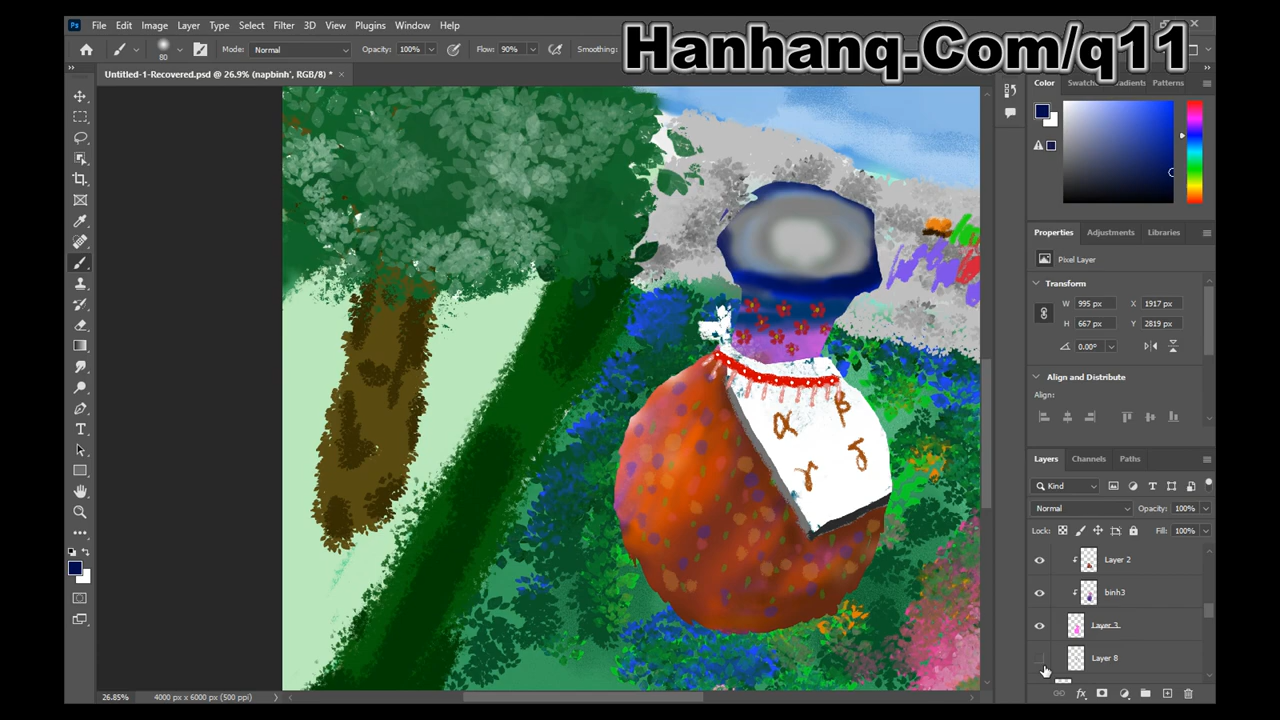 Hanhanq.Com/q11
Ps File Edit Image Layer Type Select Filter 3D View Plugins Window Help
80 Mode: Normal Opacity: 100% Flow: 90% Smoothing:
Untitled-1-Recovered.psd @ 26.9% (napbinh', RGB/8) * ×
Color Swatches Gradients Patterns
Properties Adjustments Libraries
Pixel Layer
Transform
W 995 px X 1917 px
H 667 px Y 2819 px
0.00°
Align and Distribute
Align:
α β
γ δ
Layers Channels Paths
Kind
Normal Opacity: 100%
Lock: Fill: 100%
Layer 2
binh3
Layer 3
Layer 8
26.85% 4000 px x 6000 px (500 ppi)